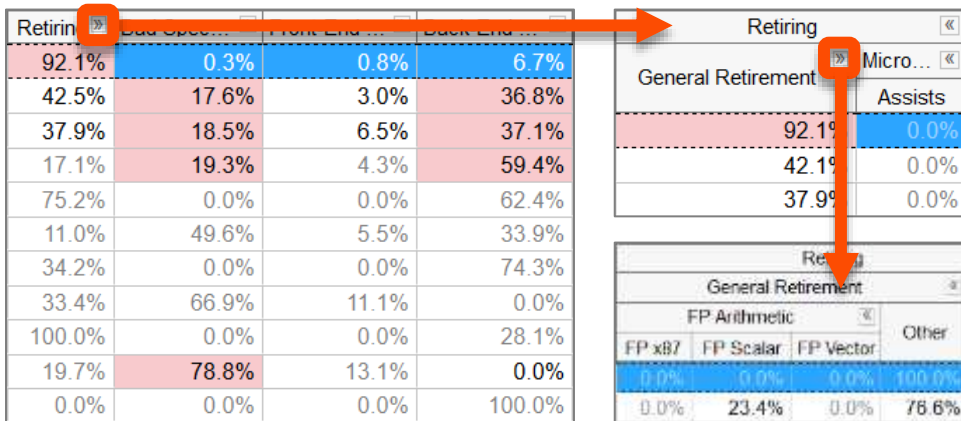 Retirin » Bad Spec... Front-End ... Back-End ...
92.1% 0.3% 0.8% 6.7%
42.5% 17.6% 3.0% 36.8%
37.9% 18.5% 6.5% 37.1%
17.1% 19.3% 4.3% 59.4%
75.2% 0.0% 0.0% 62.4%
11.0% 49.6% 5.5% 33.9%
34.2% 0.0% 0.0% 74.3%
33.4% 66.9% 11.1% 0.0%
100.0% 0.0% 0.0% 28.1%
19.7% 78.8% 13.1% 0.0%
0.0% 0.0% 0.0% 100.0%
Retiring «
General Retirement » Micro... «
Assists
92.1% 0.0%
42.1% 0.0%
37.9% 0.0%
Retiring
General Retirement «
FP Arithmetic « Other
FP x87 FP Scalar FP Vector
0.0% 0.0% 0.0% 100.0%
0.0% 23.4% 0.0% 76.6%